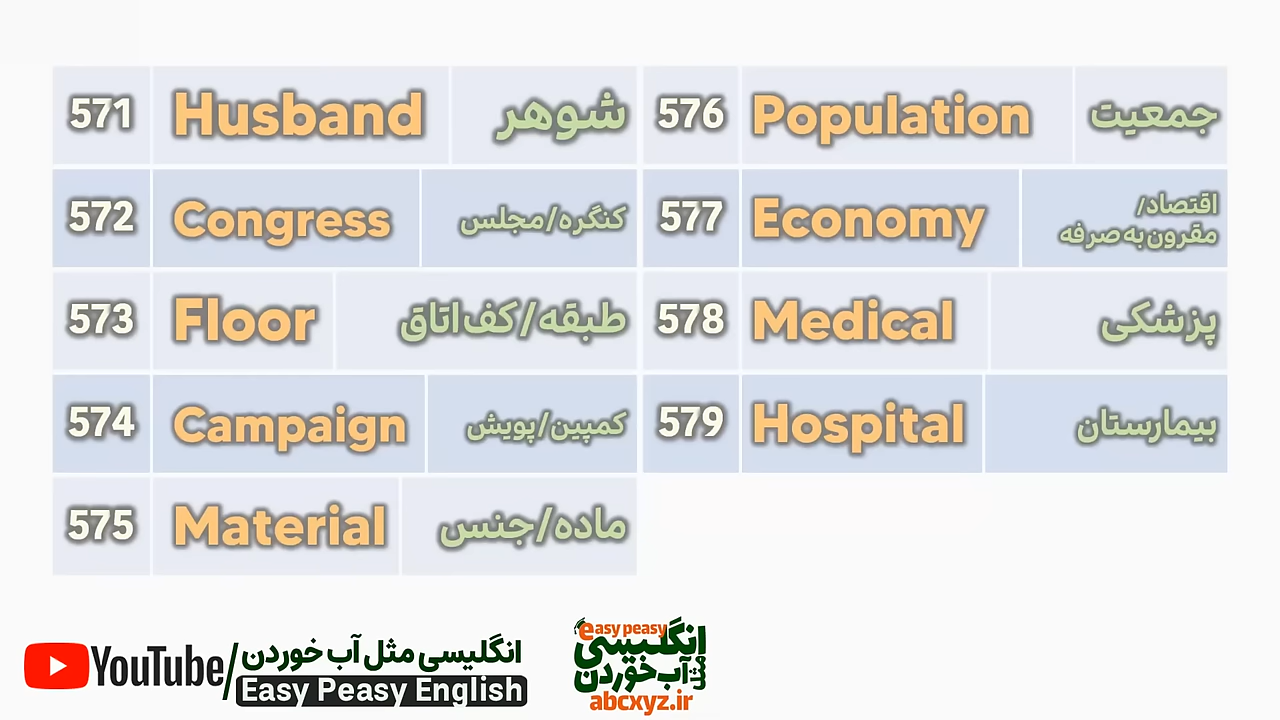 571 Husband شوهر
572 Congress کنگره/مجلس
573 Floor طبقه/کف‌اتاق
574 Campaign کمپین/پویش
575 Material ماده/جنس
576 Population جمعیت
577 Economy اقتصاد/
مقرون‌به‌صرفه
578 Medical پزشکی
579 Hospital بیمارستان
YouTube/انگلیسی مثل آب خوردن
Easy Peasy English
easy peasy
انگلیسی
مثل آب خوردن
abcxyz.ir